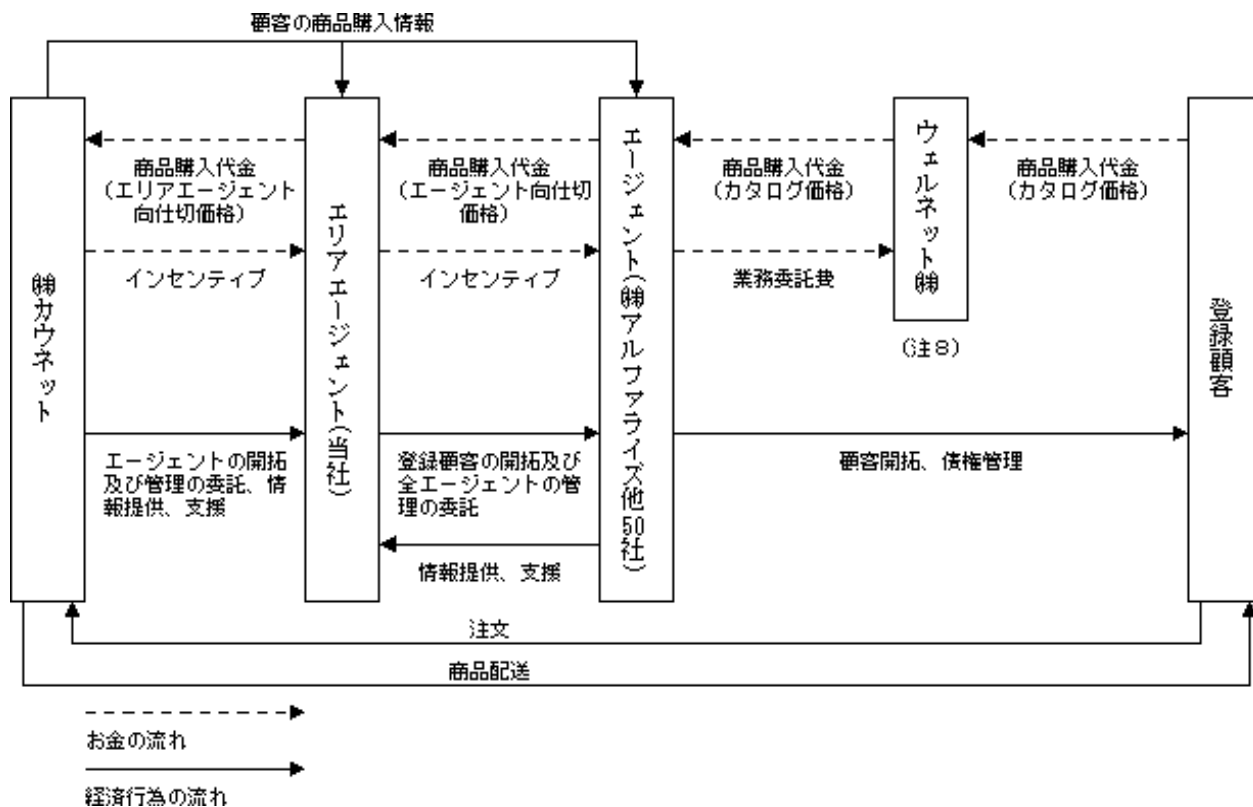 顧客の商品購入情報
㈱カウネット
商品購入代金
(エリアエージェント
向仕切価格)
インセンティブ
エージェントの開拓
及び管理の委託、情
報提供、支援
エリアエージェント(当社)
商品購入代金
(エージェント向仕切
価格)
インセンティブ
登録顧客の開拓及び
全エージェントの管
理の委託
情報提供、支援
エージェント(㈱アルファライズ他50社)
商品購入代金
(カタログ価格)
業務委託費
ウェルネット㈱
(注8)
商品購入代金
(カタログ価格)
顧客開拓、債権管理
登録顧客
注文
商品配送
お金の流れ
経済行為の流れ